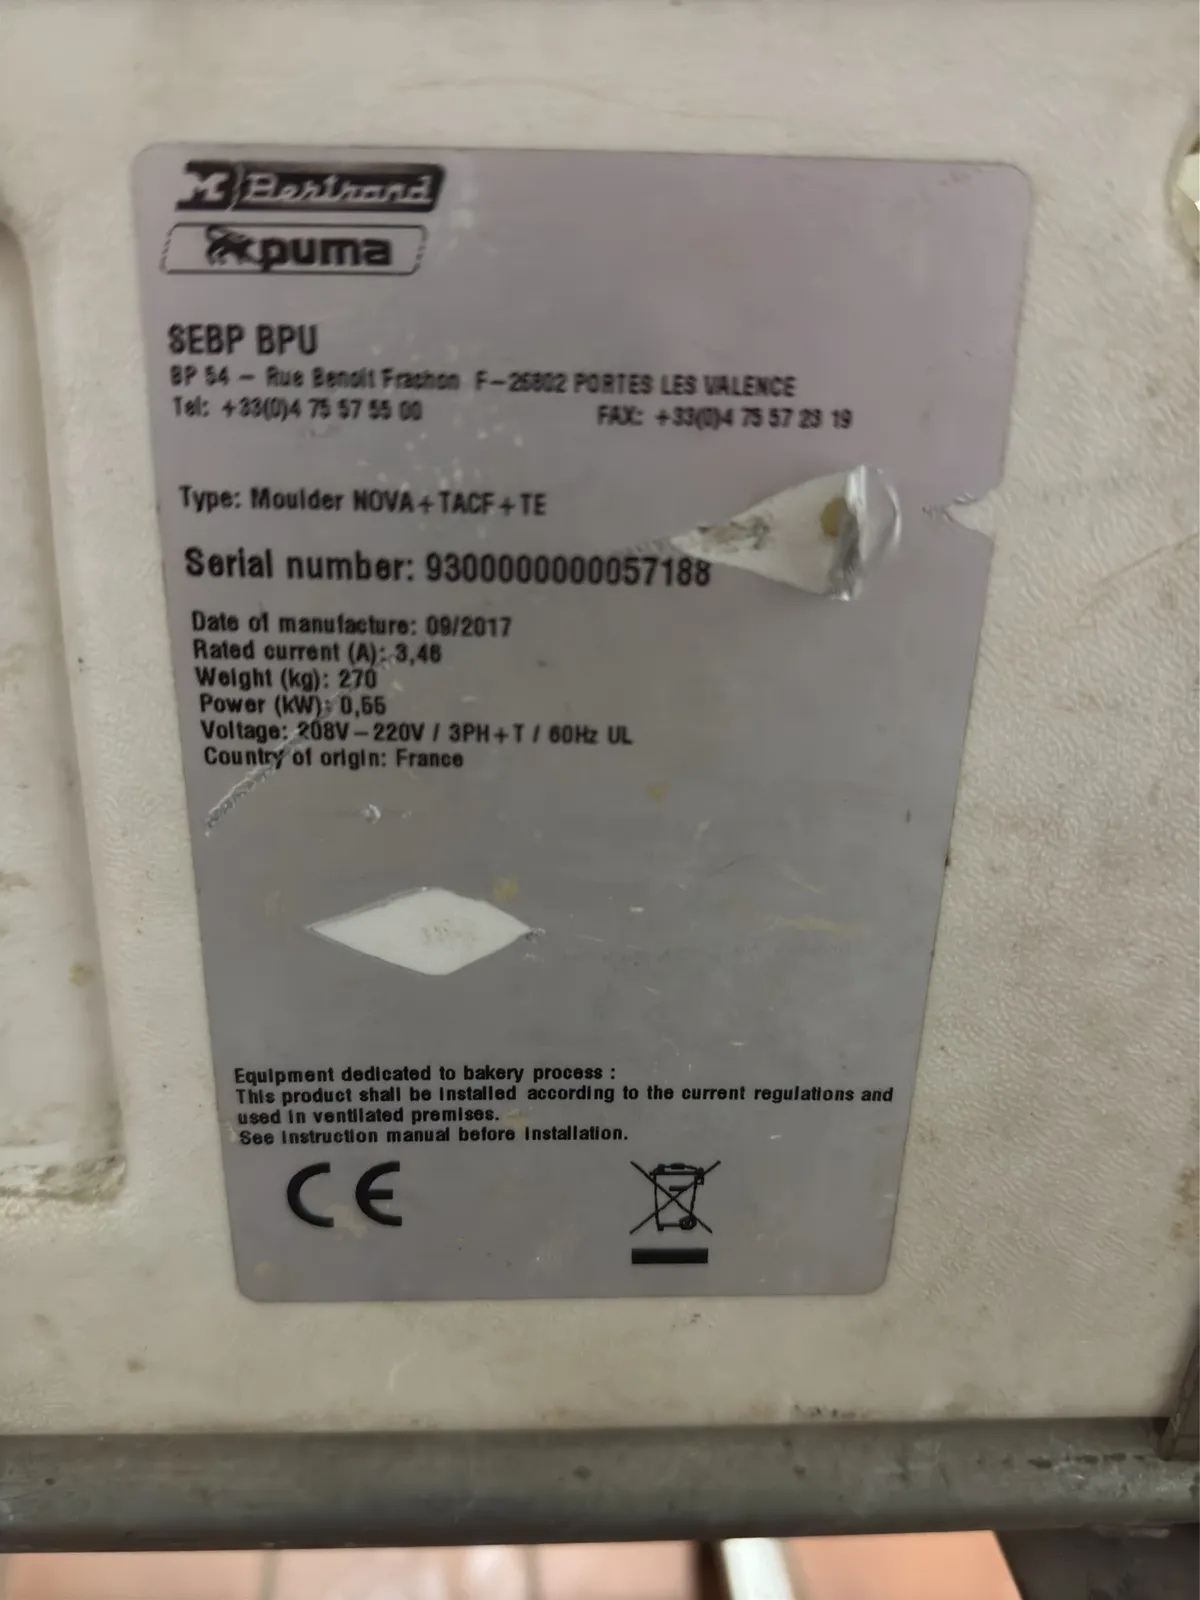 M Bertrand
puma
SEBP BPU
BP 54 – Rue Benoit Frachon F–26802 PORTES LES VALENCE
Tel: +33(0)4 75 57 55 00 FAX: +33(0)4 75 57 23 19
Type: Moulder NOVA+TACF+TE
Serial number: 9300000000057188
Date of manufacture: 09/2017
Rated current (A): 3,46
Weight (kg): 270
Power (kW): 0,55
Voltage: 208V–220V / 3PH+T / 60Hz UL
Country of origin: France
Equipment dedicated to bakery process :
This product shall be installed according to the current regulations and
used in ventilated premises.
See instruction manual before installation.
CE